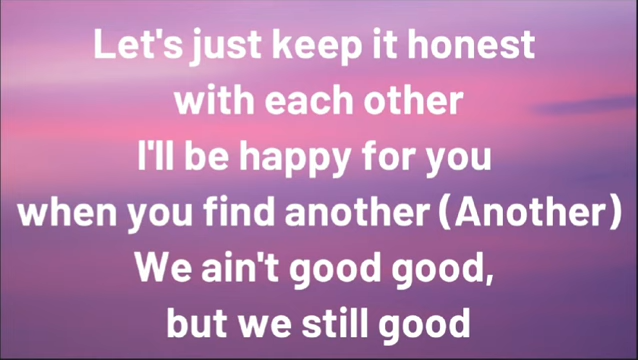 Let's just keep it honest
with each other
I'll be happy for you
when you find another (Another)
We ain't good good,
but we still good